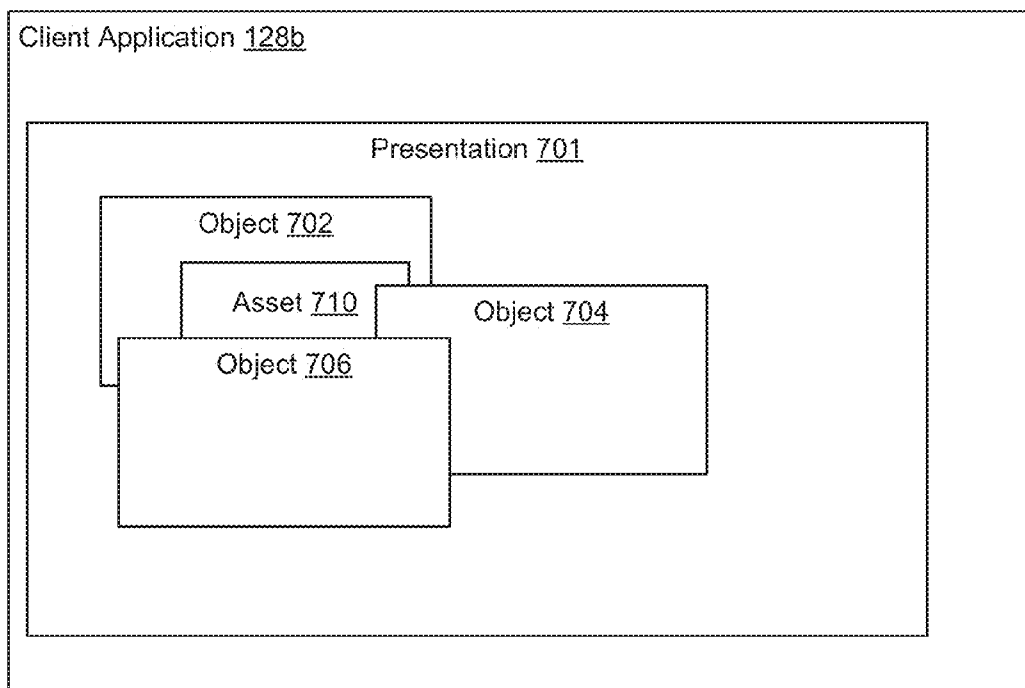 Client Application 128b
Presentation 701
Object 702
Asset 710
Object 704
Object 706